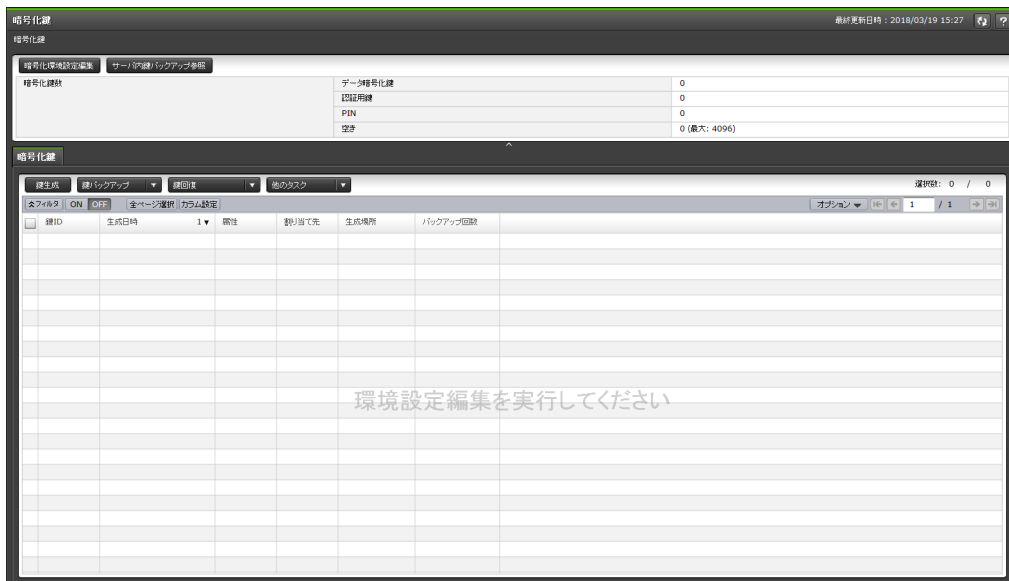 暗号化鍵 最終更新日時 : 2018/03/19 15:27 ?
暗号化鍵
暗号化環境設定編集 サーバ内鍵バックアップ参照
暗号化鍵数 データ暗号化鍵 0
認証用鍵 0
PIN 0
空き 0 (最大: 4096)
暗号化鍵
鍵生成 鍵バックアップ 鍵回復 他のタスク 選択数: 0 / 0
全フィルタ ON OFF 全ページ選択 カラム設定 オプション 1 / 1
鍵ID 生成日時 1 属性 割り当て先 生成場所 バックアップ回数
環境設定編集を実行してください